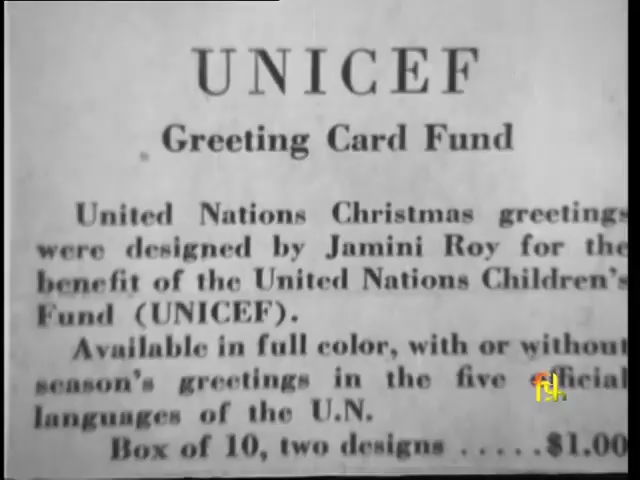 UNICEF
Greeting Card Fund
United Nations Christmas greetings
were designed by Jamini Roy for the
benefit of the United Nations Children's
Fund (UNICEF).
Available in full color, with or without
season's greetings in the five official
languages of the U.N.
Box of 10, two designs .....$1.00